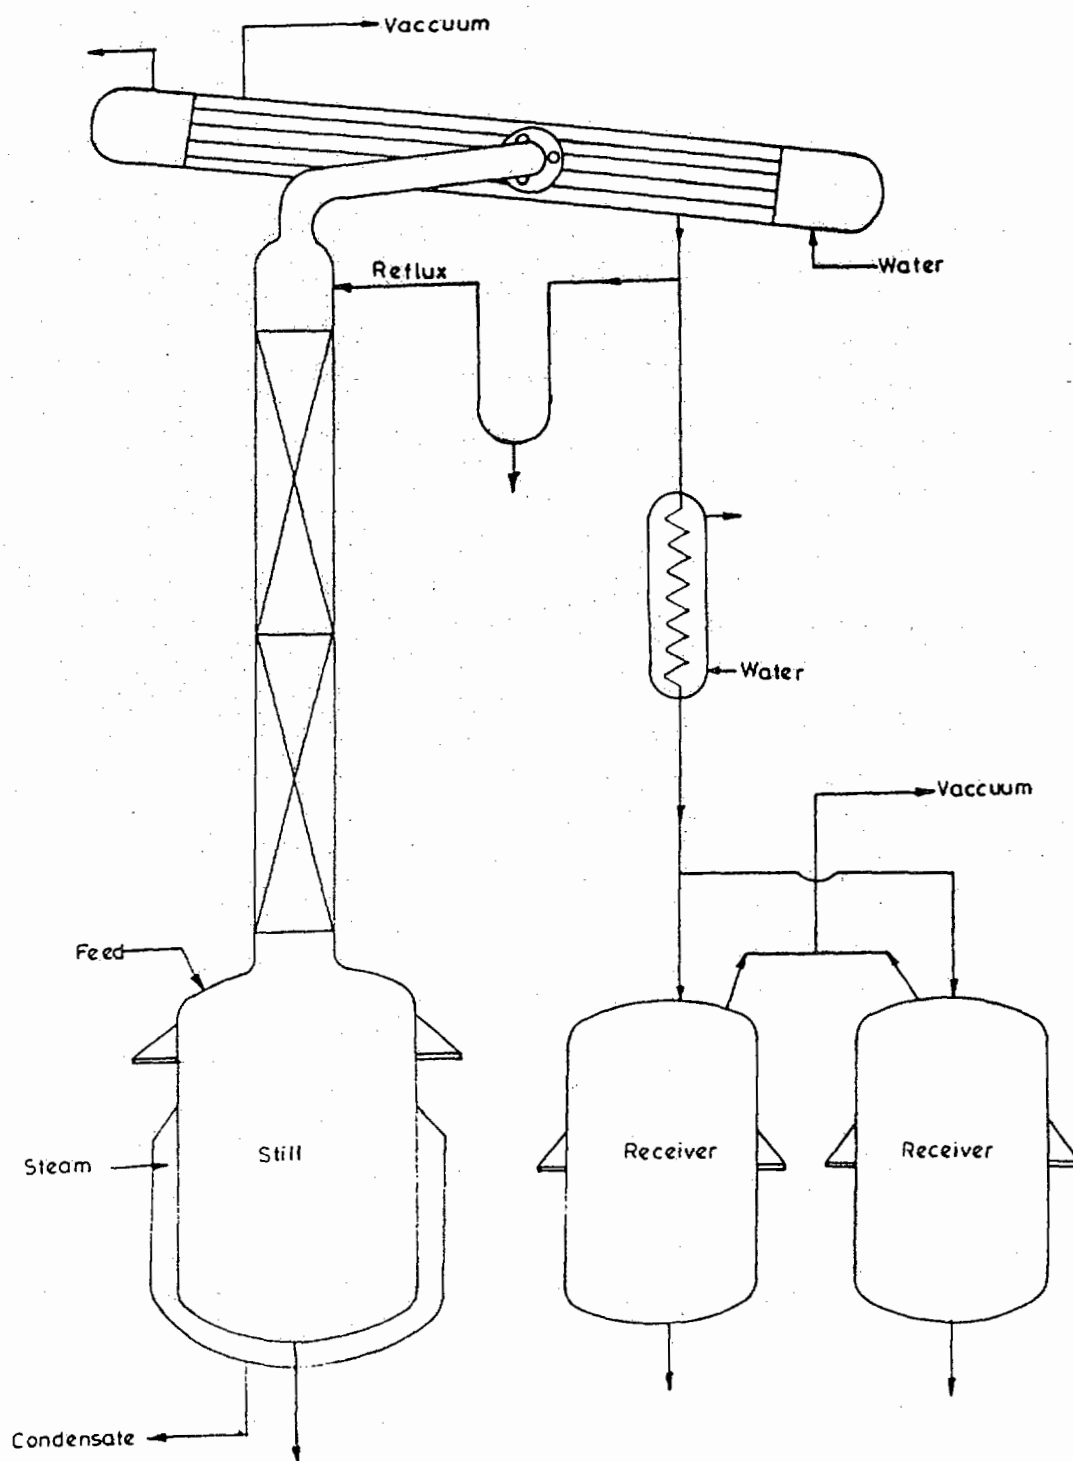 Vaccuum
Reflux
Water
Water
Vaccuum
Feed
Steam
Still
Receiver
Receiver
Condensate